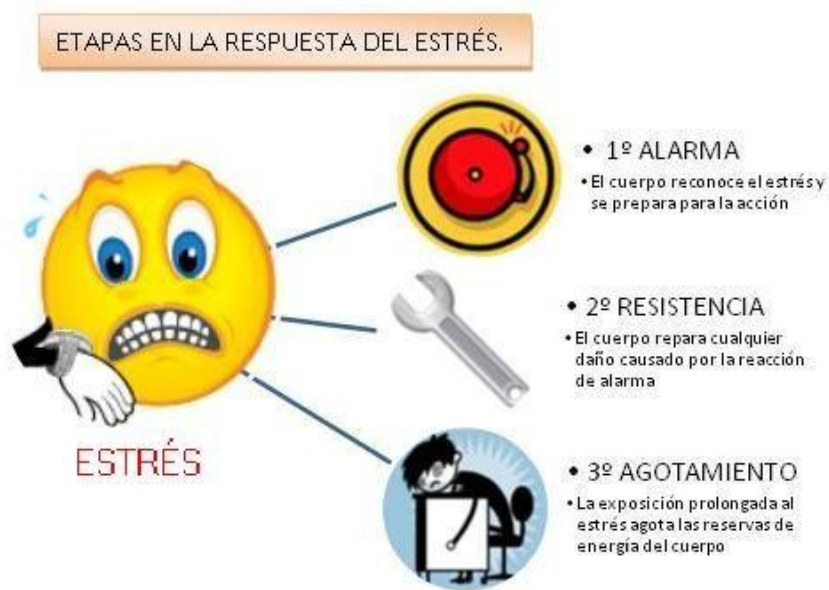 ETAPAS EN LA RESPUESTA DEL ESTRÉS.
• 1º ALARMA
• El cuerpo reconoce el estrés y
se prepara para la acción
• 2º RESISTENCIA
• El cuerpo repara cualquier
daño causado por la reacción
de alarma
ESTRÉS
• 3º AGOTAMIENTO
• La exposición prolongada al
estrés agota las reservas de
energía del cuerpo